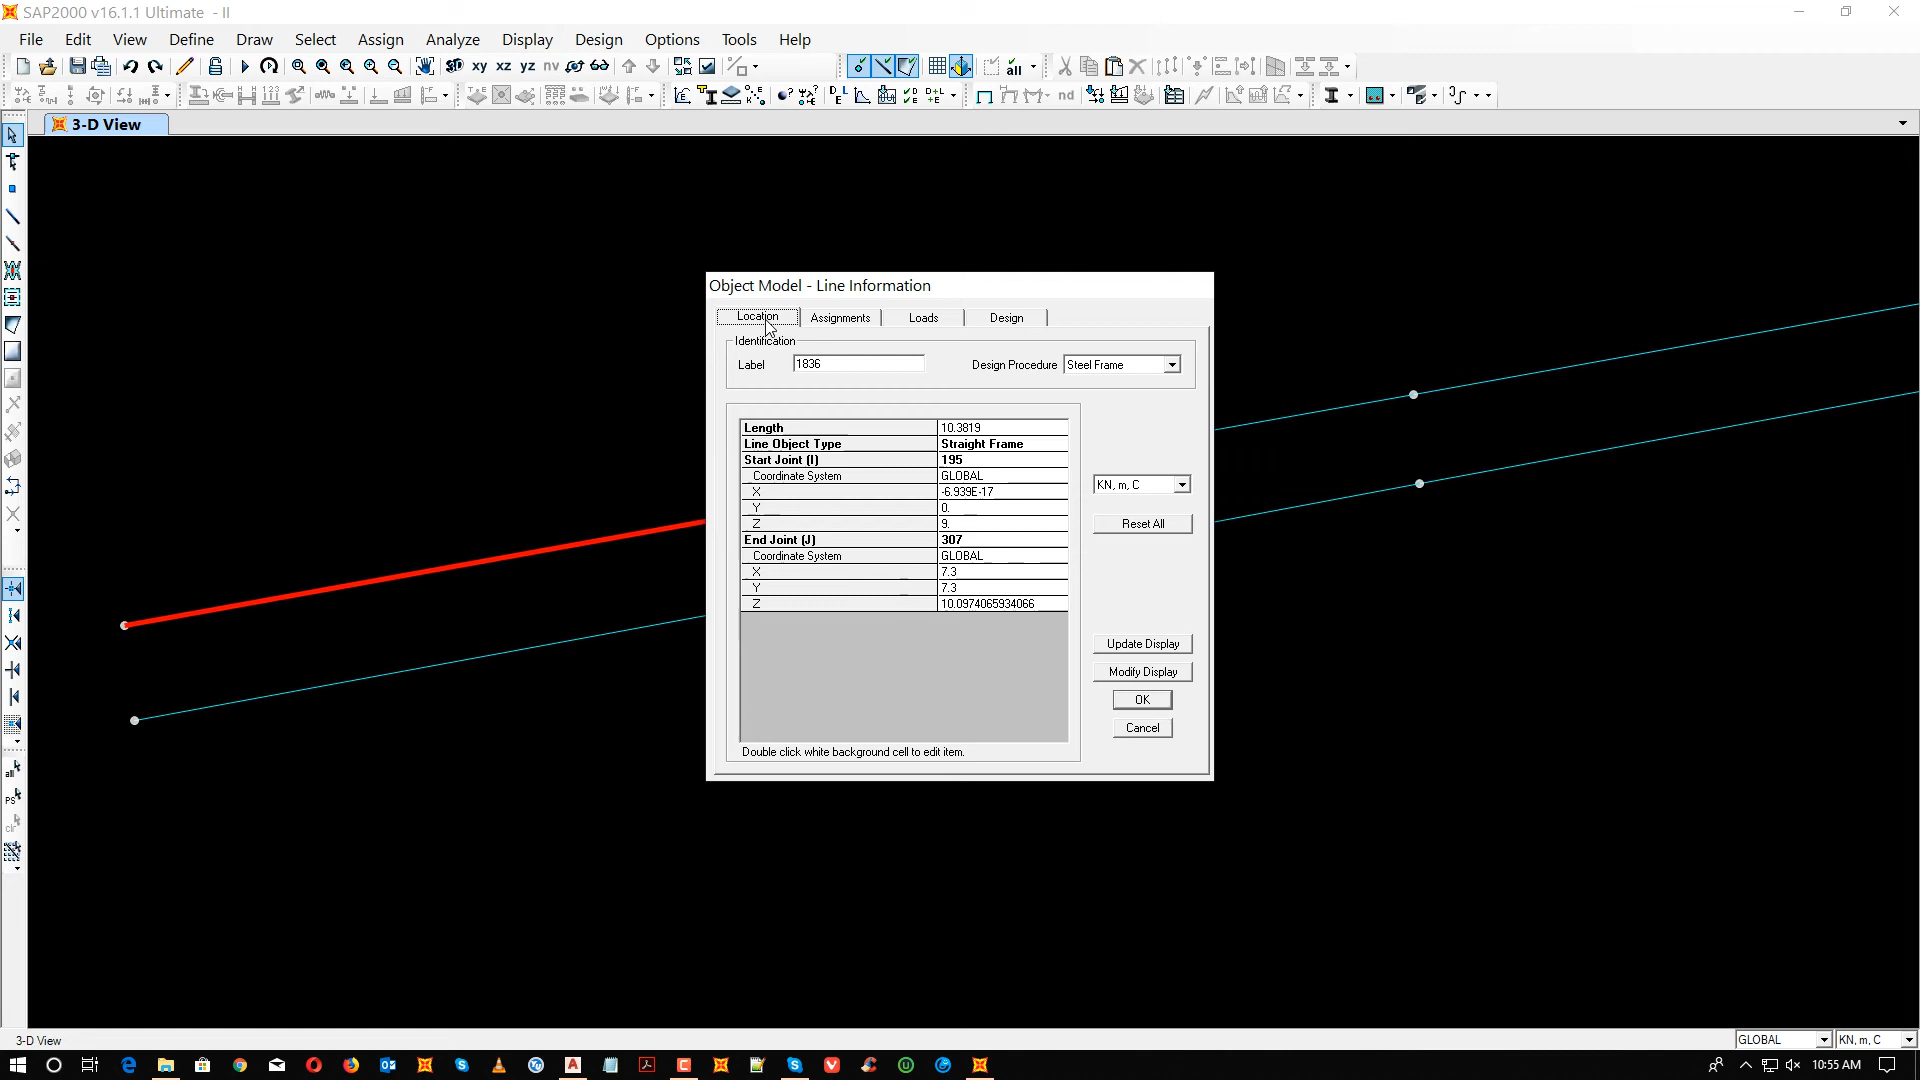 SAP2000 v16.1.1 Ultimate - II
File Edit View Define Draw Select Assign Analyze Display Design Options Tools Help
3D xy xz yz nv all
nd
3-D View
Object Model - Line Information
Location Assignments Loads Design
Identification
Label 1836 Design Procedure Steel Frame
Length 10.3819
Line Object Type Straight Frame
Start Joint (I) 195
Coordinate System GLOBAL
X -6.939E-17
Y 0.
Z 9.
End Joint (J) 307
Coordinate System GLOBAL
X 7.3
Y 7.3
Z 10.0974065934066
KN, m, C
Reset All
Update Display
Modify Display
OK
Cancel
Double click white background cell to edit item.
all
PS
clr
3-D View GLOBAL KN, m, C
10:55 AM